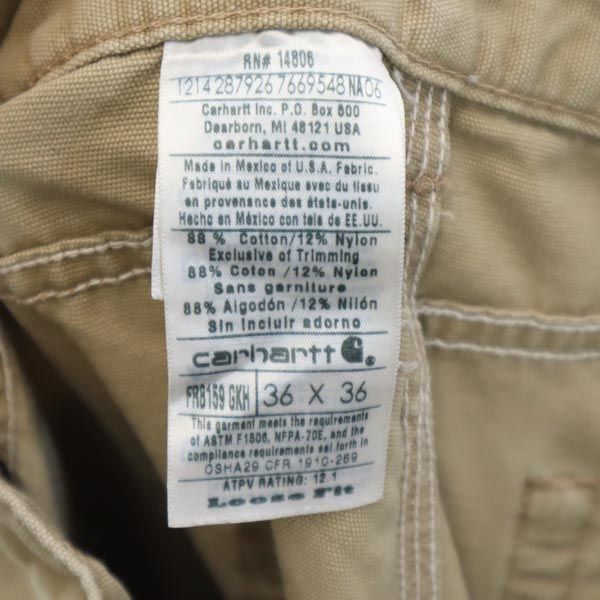 RN# 14806
1214 2879267669548 NA06
Carhartt Inc. P.O. Box 600
Dearborn, MI 48121 USA
carhartt.com
Made in Mexico of U.S.A. Fabric.
Fabriqué au Mexique avec du tissu
en provenance des états-unis.
Hecho en México con tela de EE.UU.
88 % Cotton/12% Nylon
Exclusive of Trimming
88% Coton /12% Nylon
Sans garniture
88% Algodón /12% Nilón
Sin incluir adorno
carhartt
FRB159 GKH 36 X 36
This garment meets the requirements
of ASTM F1506, NFPA-70E, and the
compliance requirements set forth in
OSHA29 CFR 1910-269
ATPV RATING: 12.1
Loose Fit